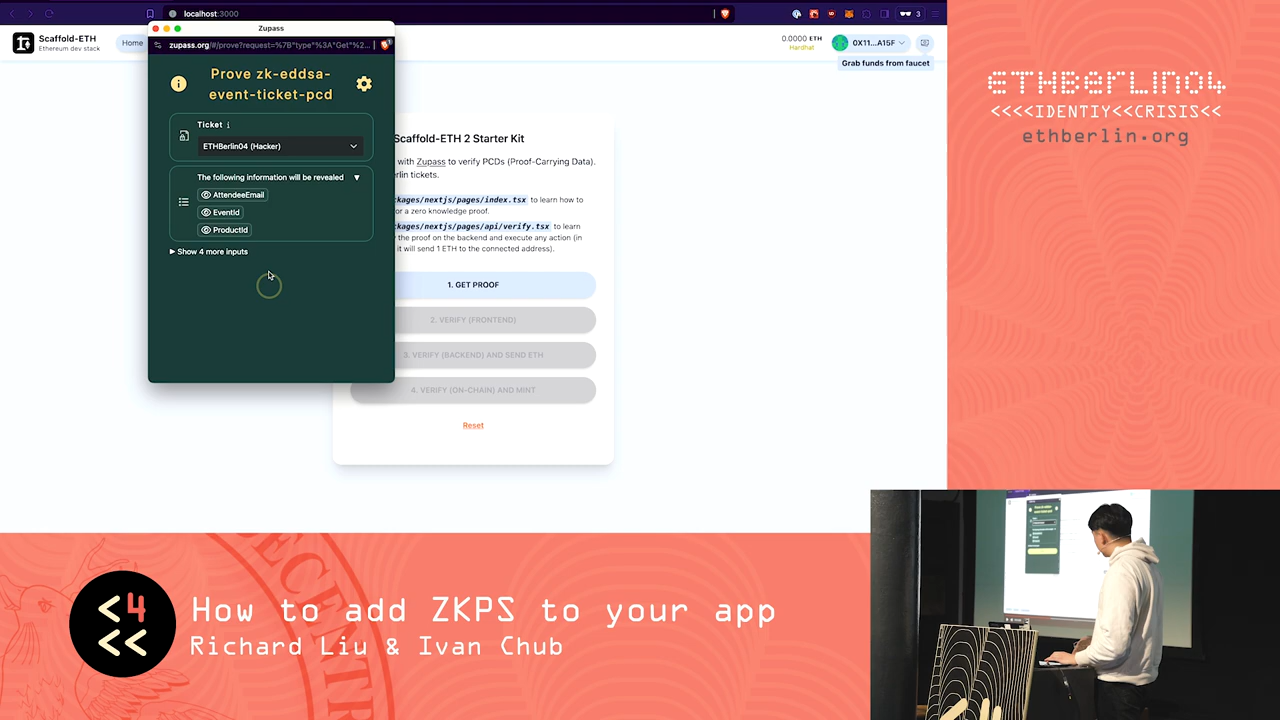 localhost:3000
3
Scaffold-ETH
Ethereum dev stack
Home
0.0000 ETH
Hardhat
0X11...A15F
Grab funds from faucet
Zupass
zupass.org/#/prove?request=%7B"type"%3A"Get"%2...
Prove zk-eddsa-
event-ticket-pcd
Ticket
ETHBerlin04 (Hacker)
The following information will be revealed
AttendeeEmail
EventId
ProductId
Show 4 more inputs
Scaffold-ETH 2 Starter Kit
with Zupass to verify PCDs (Proof-Carrying Data).
rlin tickets.
ckages/nextjs/pages/index.tsx to learn how to
or a zero knowledge proof.
ckages/nextjs/pages/api/verify.tsx to learn
the proof on the backend and execute any action (in
it will send 1 ETH to the connected address).
1. GET PROOF
2. VERIFY (FRONTEND)
3. VERIFY (BACKEND) AND SEND ETH
4. VERIFY (ON-CHAIN) AND MINT
Reset
ETHBerlin04
<<<<IDENTIY<<CRISIS<<
ethberlin.org
<4
<<
How to add ZKPS to your app
Richard Liu & Ivan Chub